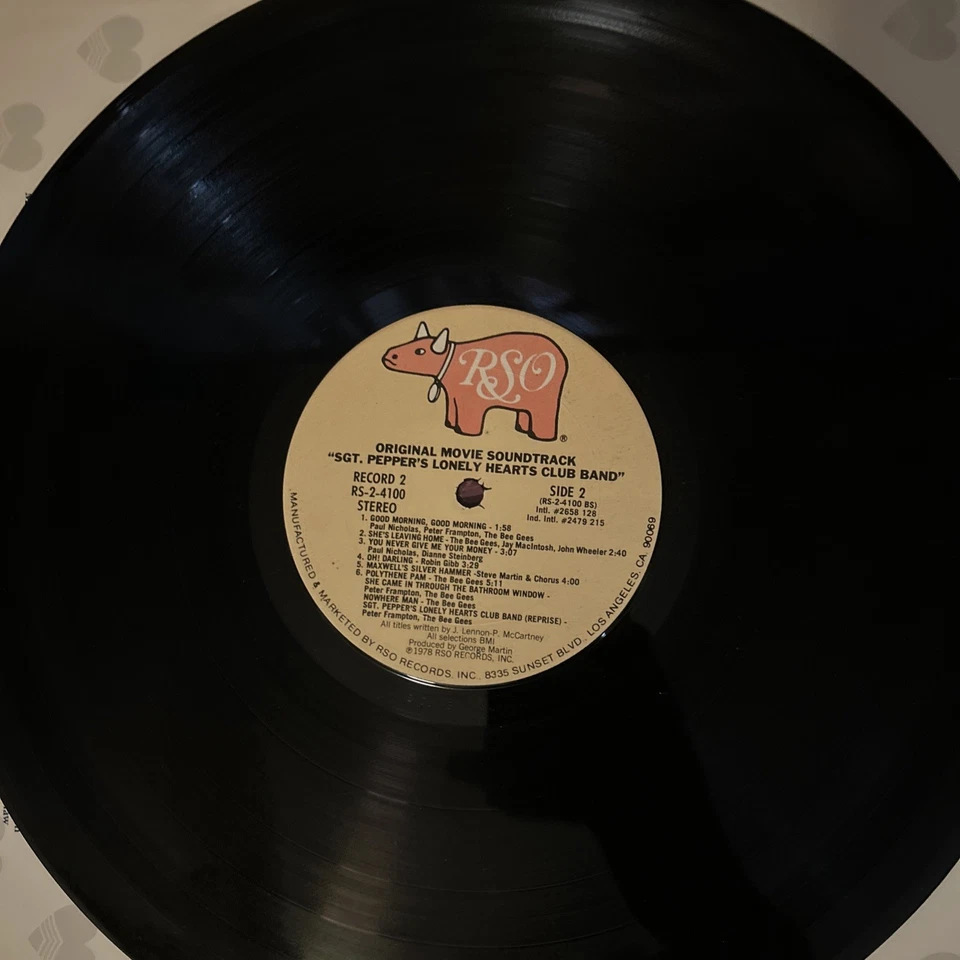 RSO
®
ORIGINAL MOVIE SOUNDTRACK
"SGT. PEPPER'S LONELY HEARTS CLUB BAND"
RECORD 2
RS-2-4100
STEREO
SIDE 2
(RS-2-4100 BS)
Intl. #2658 128
Ind. Intl. #2479 215
1. GOOD MORNING, GOOD MORNING - 1:58
Paul Nicholas, Peter Frampton, The Bee Gees
2. SHE'S LEAVING HOME - The Bee Gees, Jay MacIntosh, John Wheeler 2:40
3. YOU NEVER GIVE ME YOUR MONEY - 3:07
Paul Nicholas, Dianne Steinberg
4. OH! DARLING - Robin Gibb 3:29
5. MAXWELL'S SILVER HAMMER -Steve Martin & Chorus 4:00
6. POLYTHENE PAM - The Bee Gees 5:11
SHE CAME IN THROUGH THE BATHROOM WINDOW -
Peter Frampton, The Bee Gees
NOWHERE MAN - The Bee Gees
SGT. PEPPER'S LONELY HEARTS CLUB BAND (REPRISE) -
Peter Frampton, The Bee Gees
All titles written by J. Lennon-P. McCartney
All selections BMI
Produced by George Martin
℗1978 RSO RECORDS, INC.
MANUFACTURED & MARKETED BY RSO RECORDS, INC., 8335 SUNSET BLVD., LOS ANGELES, CA. 90069